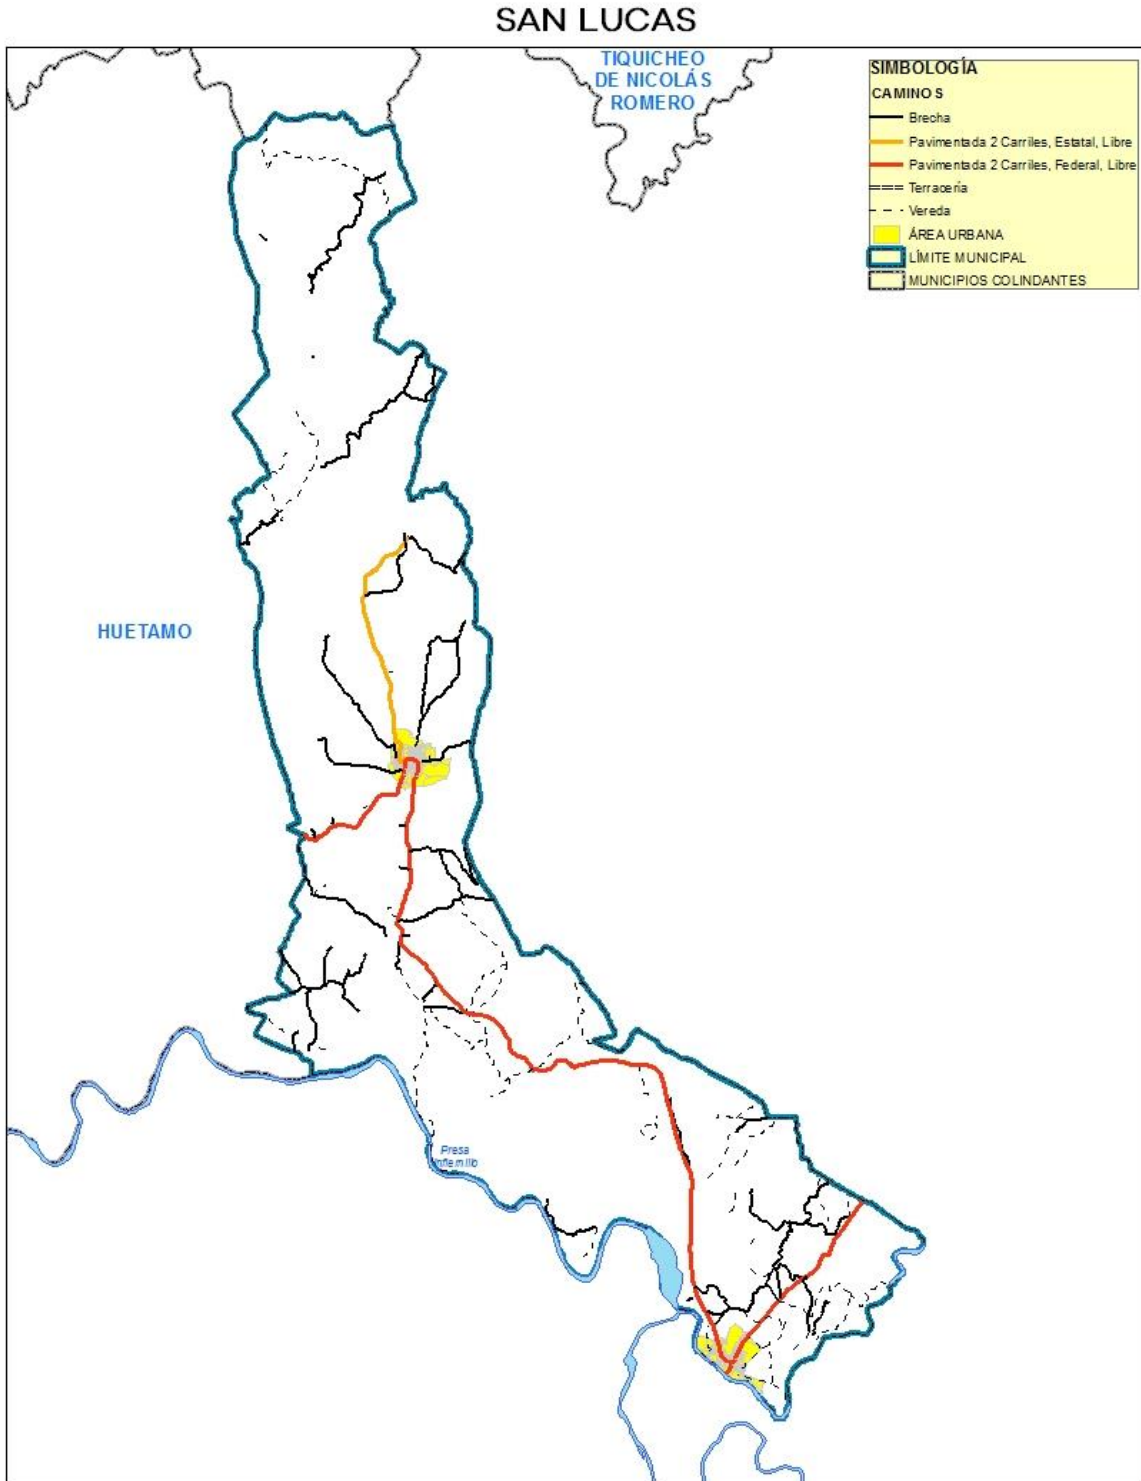 SAN LUCAS
TIQUICHEO
DE NICOLÁS
ROMERO
SIMBOLOGÍA
CAMINOS
Brecha
Pavimentada 2 Carriles, Estatal, Libre
Pavimentada 2 Carriles, Federal, Libre
Terracería
Vereda
ÁREA URBANA
LÍMITE MUNICIPAL
MUNICIPIOS COLINDANTES
HUETAMO
Presa